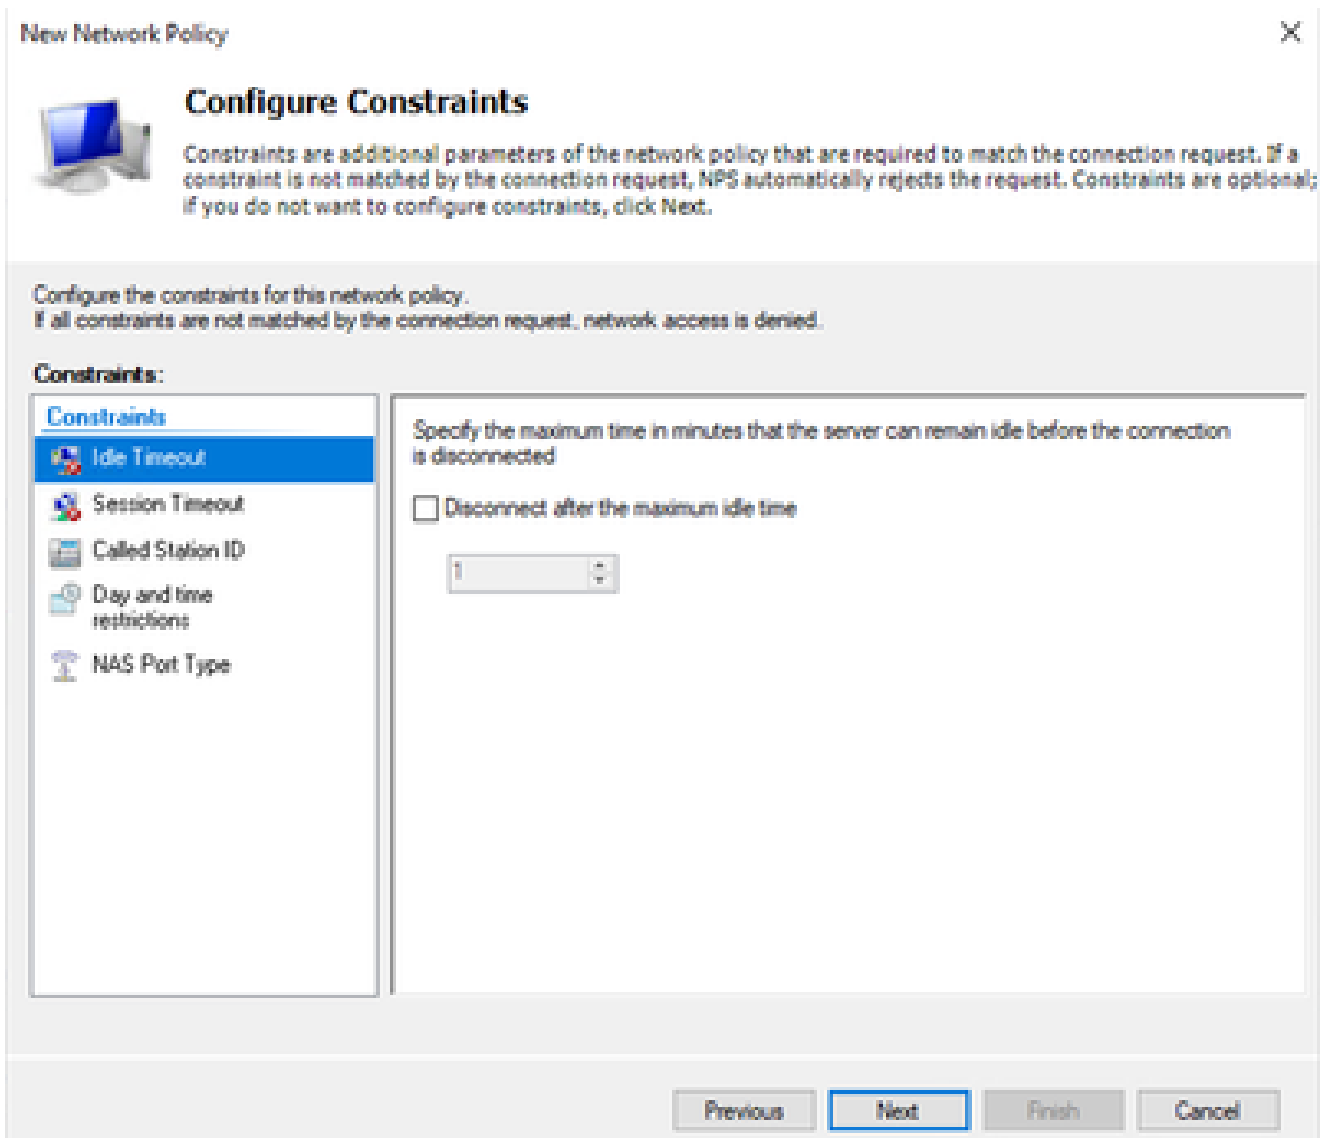 New Network Policy
Configure Constraints
Constraints are additional parameters of the network policy that are required to match the connection request. If a
constraint is not matched by the connection request, NPS automatically rejects the request. Constraints are optional;
if you do not want to configure constraints, click Next.
Configure the constraints for this network policy.
If all constraints are not matched by the connection request, network access is denied.
Constraints:
Constraints
Idle Timeout
Session Timeout
Called Station ID
Day and time
restrictions
NAS Port Type
Specify the maximum time in minutes that the server can remain idle before the connection
is disconnected
Disconnect after the maximum idle time
1
Previous
Next
Finish
Cancel